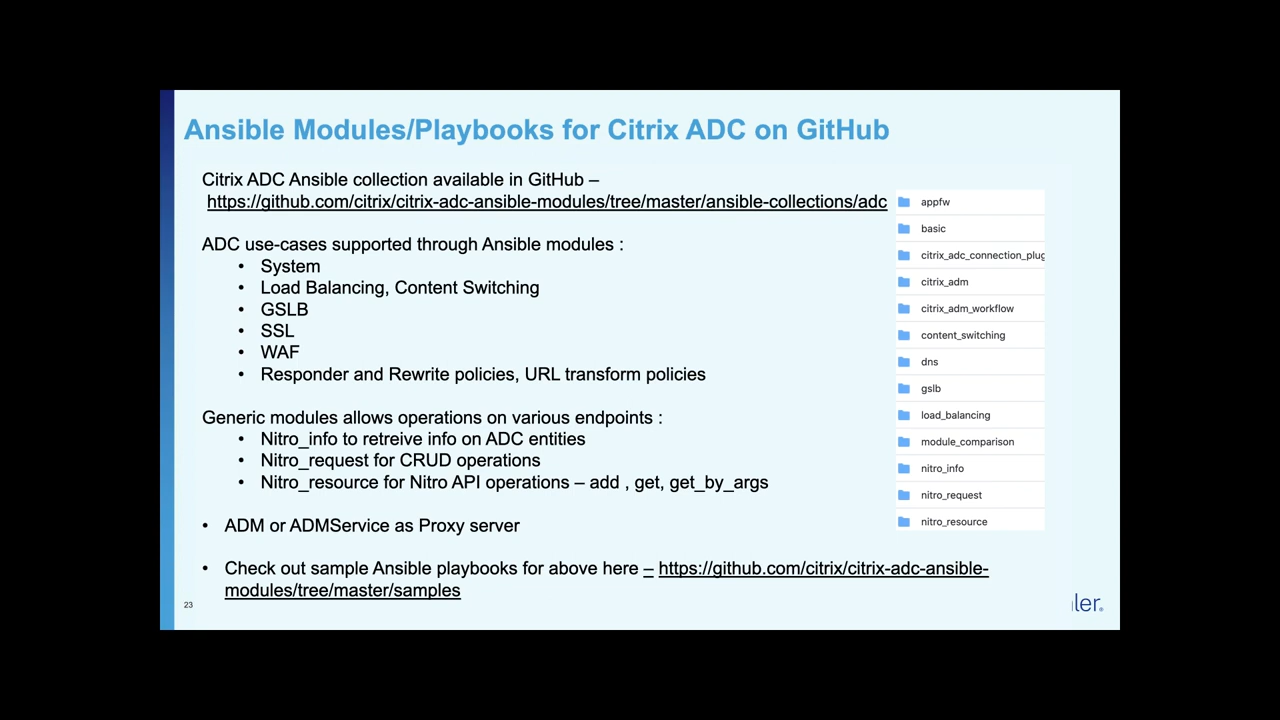 Ansible Modules/Playbooks for Citrix ADC on GitHub
Citrix ADC Ansible collection available in GitHub –
https://github.com/citrix/citrix-adc-ansible-modules/tree/master/ansible-collections/adc
ADC use-cases supported through Ansible modules :
• System
• Load Balancing, Content Switching
• GSLB
• SSL
• WAF
• Responder and Rewrite policies, URL transform policies
Generic modules allows operations on various endpoints :
• Nitro_info to retreive info on ADC entities
• Nitro_request for CRUD operations
• Nitro_resource for Nitro API operations – add , get, get_by_args
• ADM or ADMService as Proxy server
• Check out sample Ansible playbooks for above here – https://github.com/citrix/citrix-adc-ansible-
modules/tree/master/samples
appfw
basic
citrix_adc_connection_plug
citrix_adm
citrix_adm_workflow
content_switching
dns
gslb
load_balancing
module_comparison
nitro_info
nitro_request
nitro_resource
23
ler.